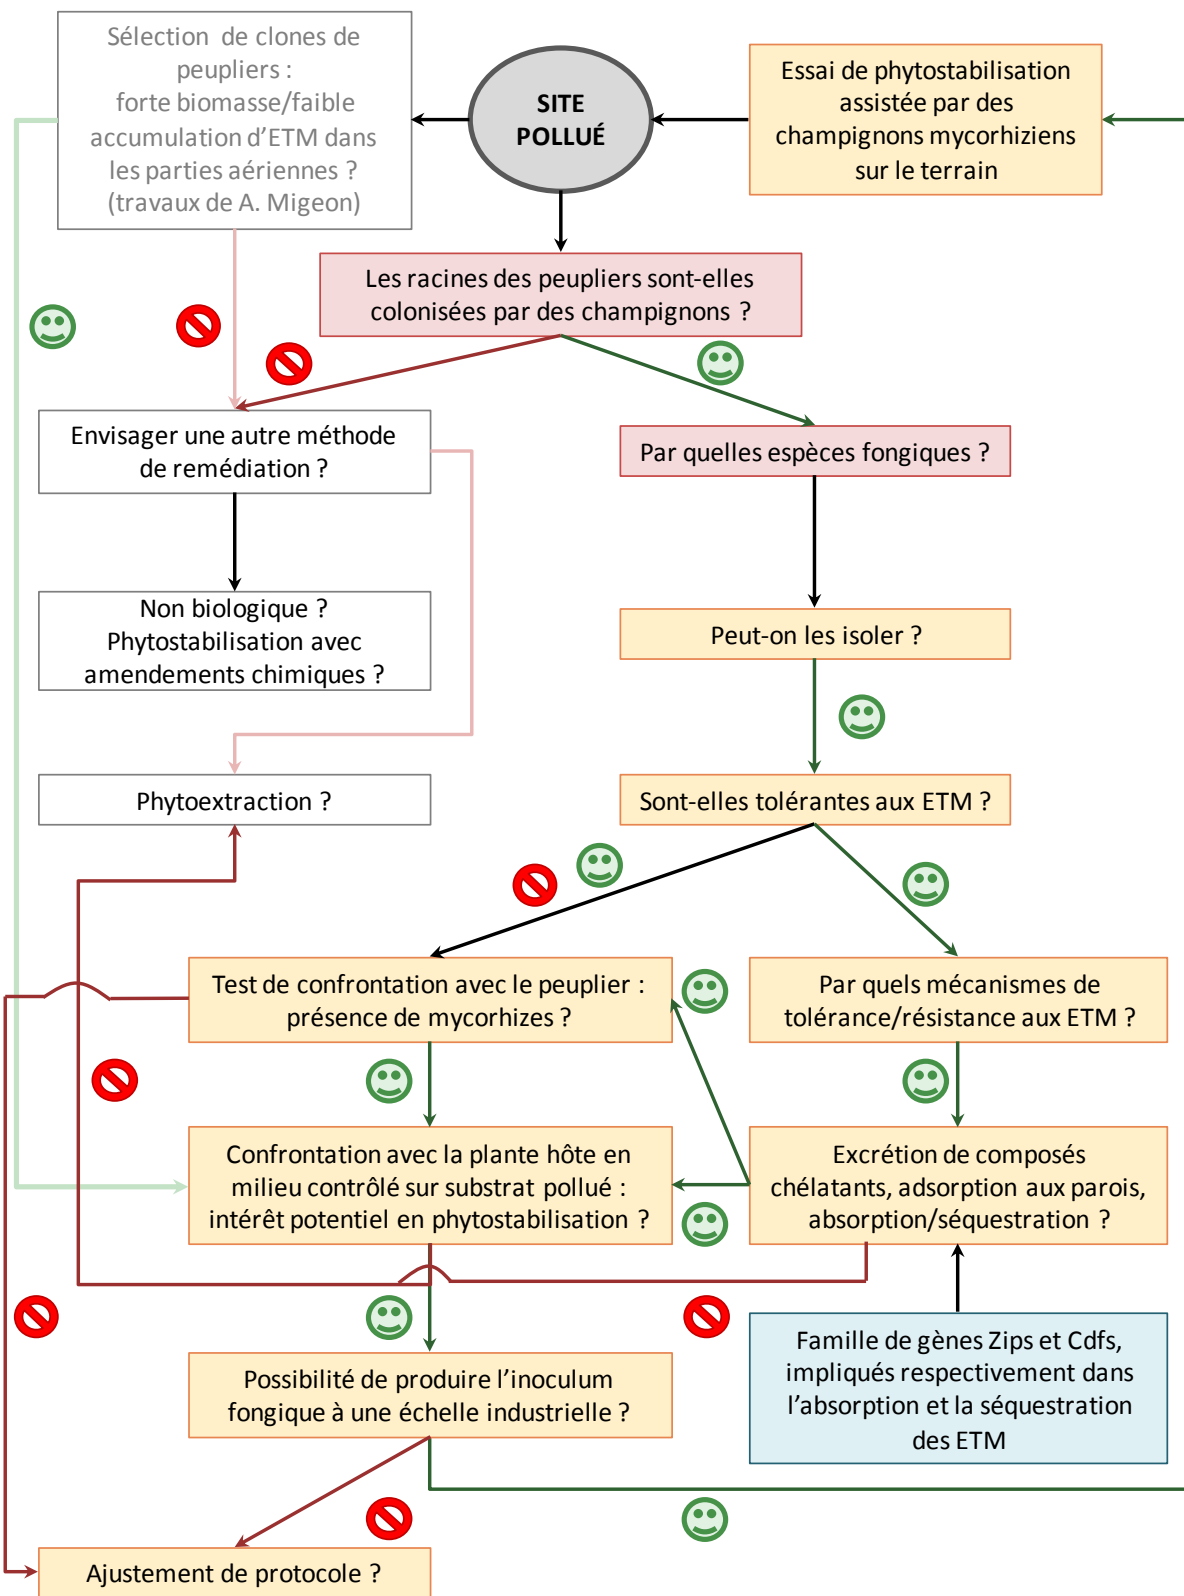 Sélection de clones de
peupliers :
forte biomasse/faible
accumulation d’ETM dans
les parties aériennes ?
(travaux de A. Migeon)
SITE
POLLUÉ
Essai de phytostabilisation
assistée par des
champignons mycorhiziens
sur le terrain
Les racines des peupliers sont-elles
colonisées par des champignons ?
Envisager une autre méthode
de remédiation ?
Par quelles espèces fongiques ?
Non biologique ?
Phytostabilisation avec
amendements chimiques ?
Peut-on les isoler ?
Phytoextraction ?
Sont-elles tolérantes aux ETM ?
Test de confrontation avec le peuplier :
présence de mycorhizes ?
Par quels mécanismes de
tolérance/résistance aux ETM ?
Confrontation avec la plante hôte en
milieu contrôlé sur substrat pollué :
intérêt potentiel en phytostabilisation ?
Excrétion de composés
chélatants, adsorption aux parois,
absorption/séquestration ?
Famille de gènes Zips et Cdfs,
impliqués respectivement dans
l’absorption et la séquestration
des ETM
Possibilité de produire l’inoculum
fongique à une échelle industrielle ?
Ajustement de protocole ?